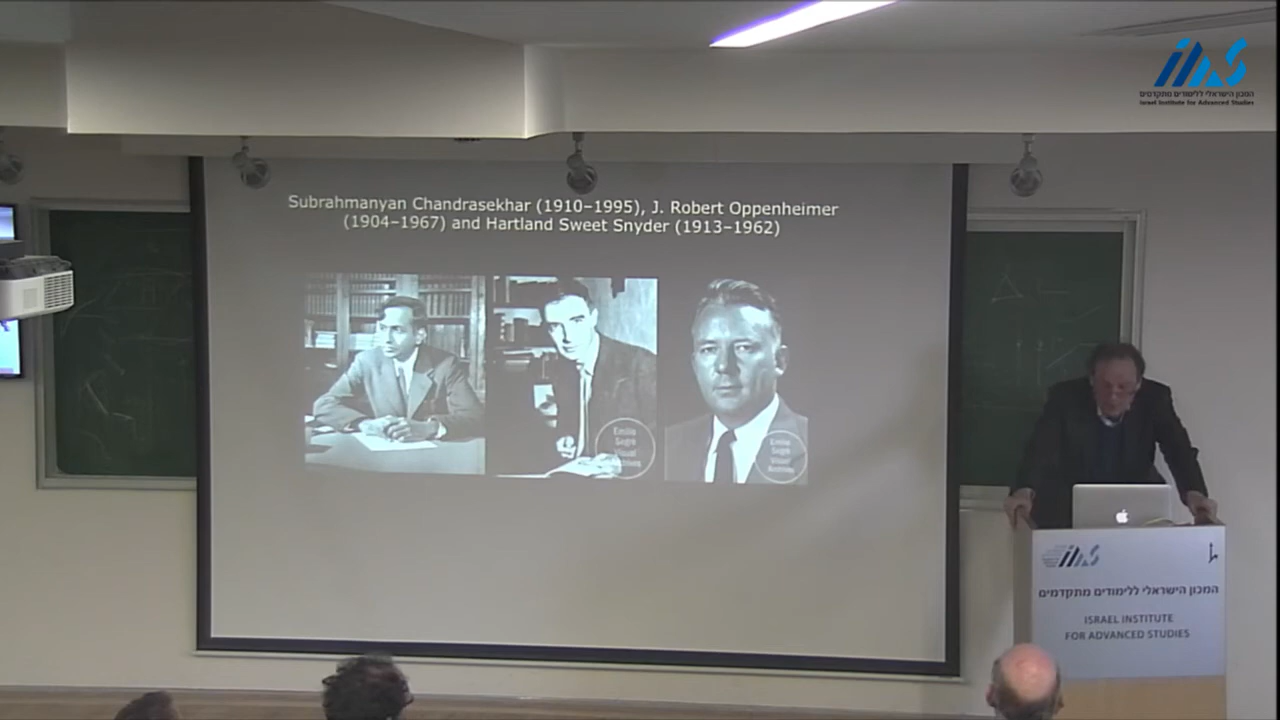 ias
המכון הישראלי ללימודים מתקדמים
Israel Institute for Advanced Studies
Subrahmanyan Chandrasekhar (1910–1995), J. Robert Oppenheimer
(1904–1967) and Hartland Sweet Snyder (1913–1962)
Emilio
Segrè
Visual
Archives
Emilio
Segrè
Visual
Archives
ias
המכון הישראלי ללימודים מתקדמים
ISRAEL INSTITUTE
FOR ADVANCED STUDIES